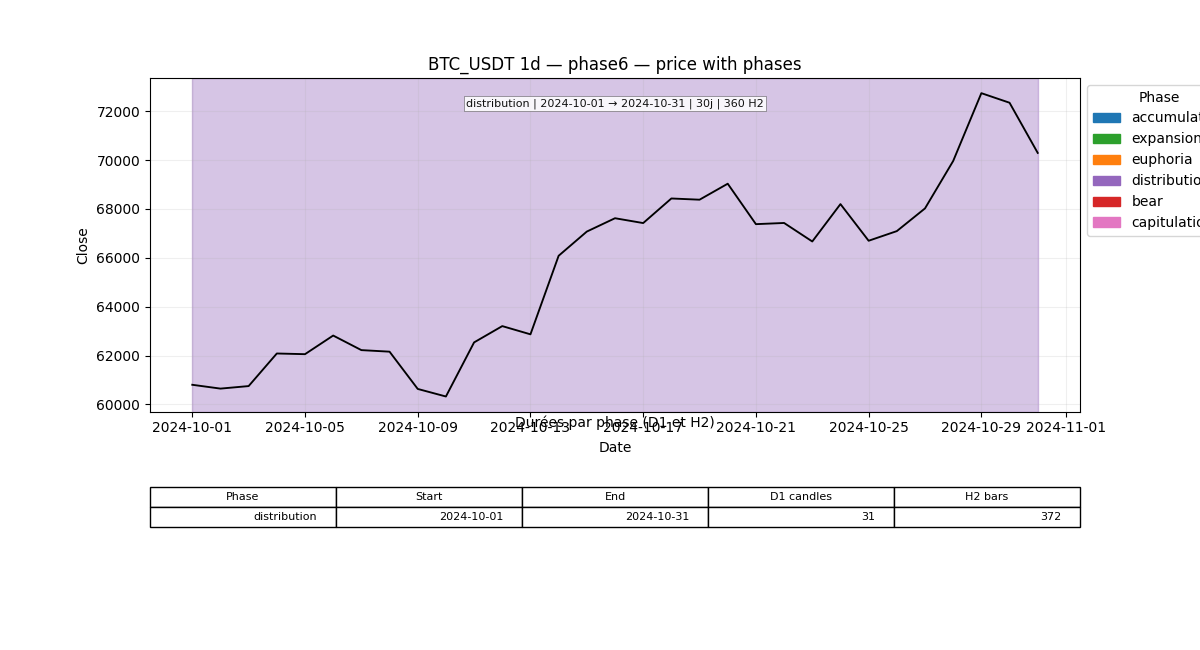 BTC_USDT 1d — phase6 — price with phases
distribution | 2024-10-01 → 2024-10-31 | 30j | 360 H2
Close
72000
70000
68000
66000
64000
62000
60000
Phase
accumulat
expansion
euphoria
distributio
bear
capitulatio
2024-10-01 2024-10-05 2024-10-09 2024-10-13 2024-10-17 2024-10-21 2024-10-25 2024-10-29 2024-11-01
Durées par phase (D1 et H2)
Date
Phase Start End D1 candles H2 bars
distribution 2024-10-01 2024-10-31 31 372